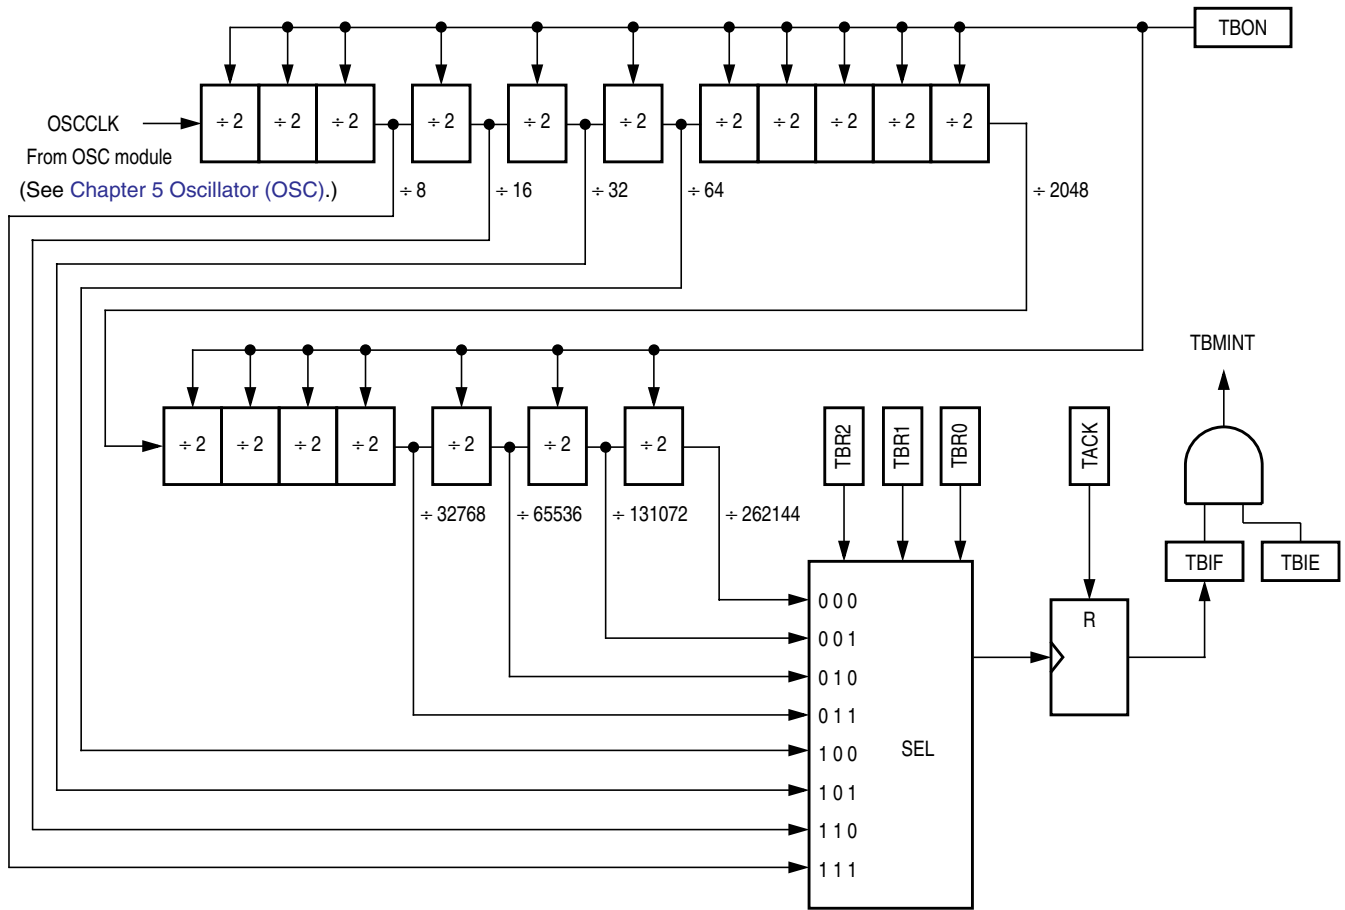 TBON
÷ 2 ÷ 2 ÷ 2 ÷ 2 ÷ 2 ÷ 2 ÷ 2 ÷ 2 ÷ 2 ÷ 2 ÷ 2
OSCCLK
From OSC module
(See Chapter 5 Oscillator (OSC).)
÷ 8 ÷ 16 ÷ 32 ÷ 64 ÷ 2048
TBMINT
÷ 2 ÷ 2 ÷ 2 ÷ 2 ÷ 2 ÷ 2 ÷ 2
TBR2
TBR1
TBR0
TACK
÷ 32768 ÷ 65536 ÷ 131072 ÷ 262144
TBIF TBIE
0 0 0
0 0 1
0 1 0
0 1 1
1 0 0
1 0 1
1 1 0
1 1 1
SEL
R